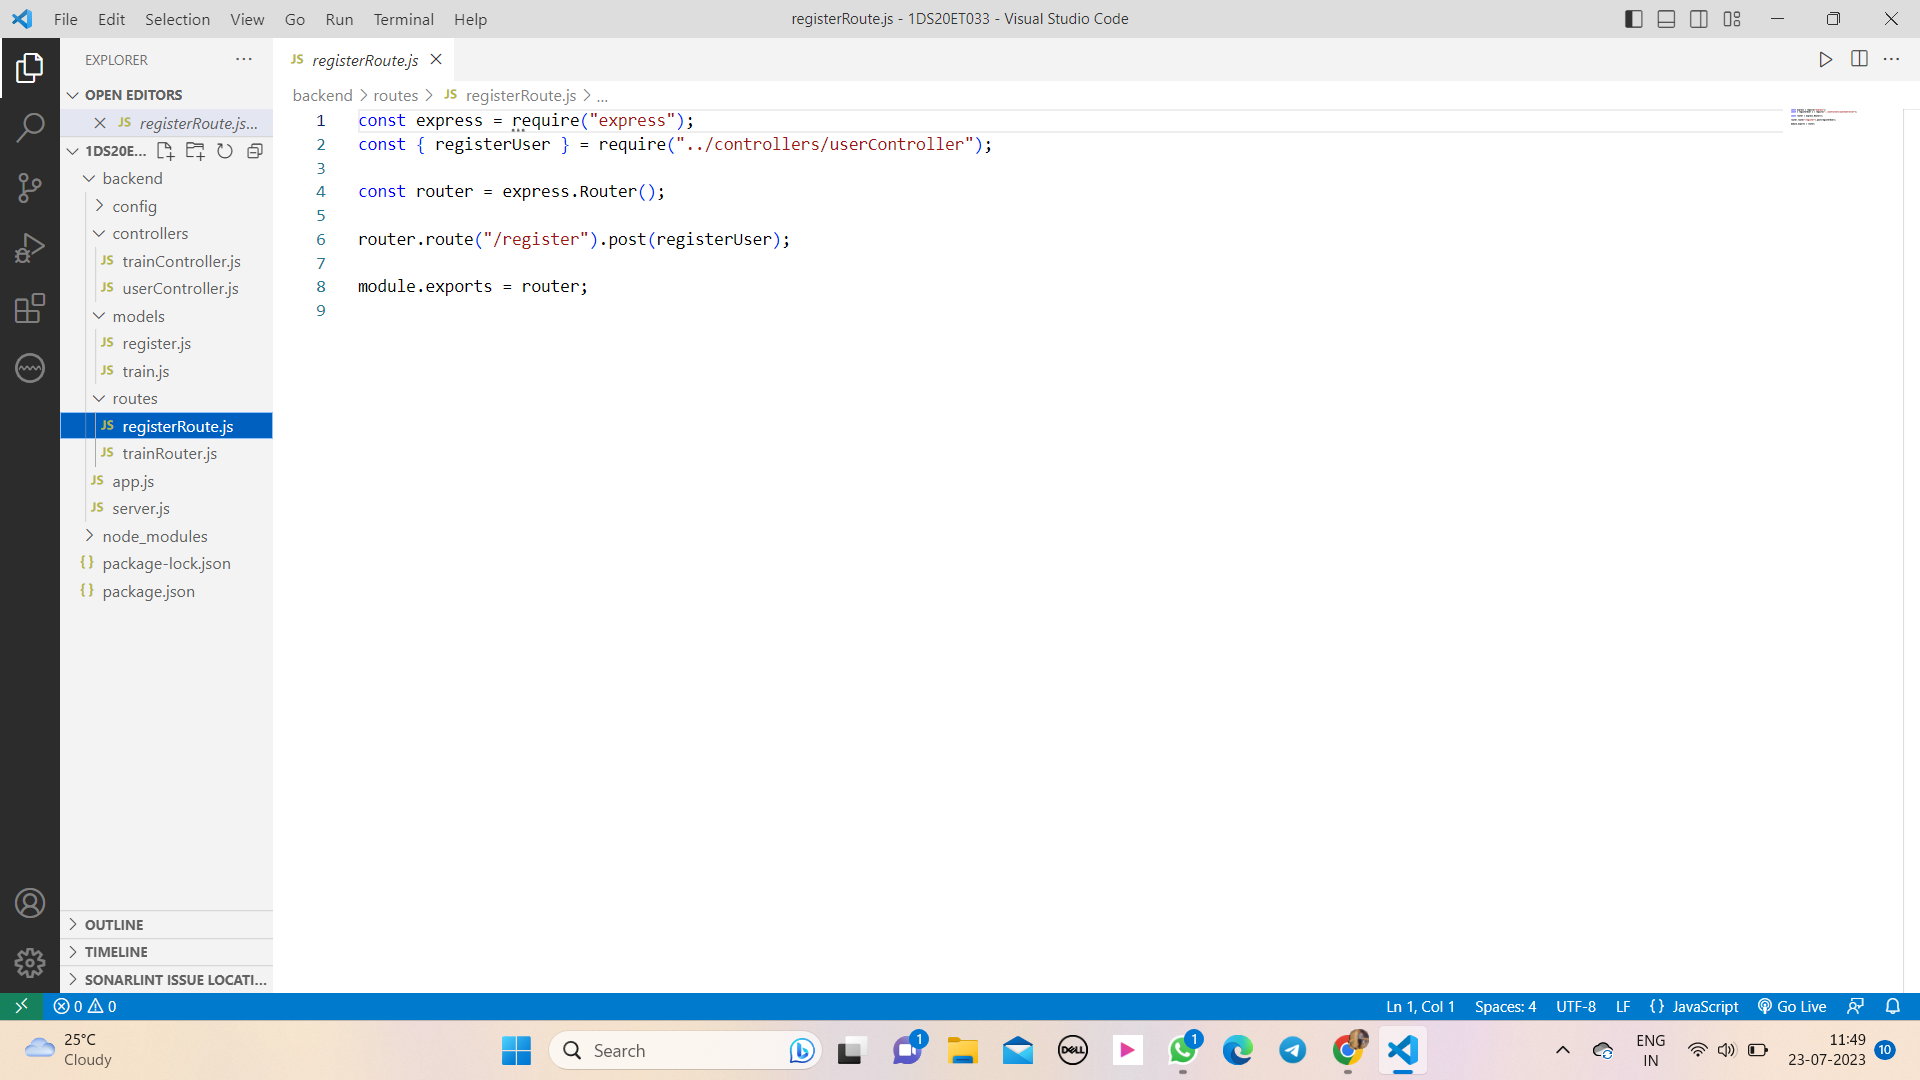 File Edit Selection View Go Run Terminal Help
registerRoute.js - 1DS20ET033 - Visual Studio Code
EXPLORER
OPEN EDITORS
JS registerRoute.js...
1DS20E...
backend
config
controllers
JS trainController.js
JS userController.js
models
JS register.js
JS train.js
routes
JS registerRoute.js
JS trainRouter.js
JS app.js
JS server.js
node_modules
{} package-lock.json
{} package.json
OUTLINE
TIMELINE
SONARLINT ISSUE LOCATI...
JS registerRoute.js
backend > routes > JS registerRoute.js > ...
1 const express = require("express");
2 const { registerUser } = require("../controllers/userController");
3
4 const router = express.Router();
5
6 router.route("/register").post(registerUser);
7
8 module.exports = router;
9
0 0
Ln 1, Col 1 Spaces: 4 UTF-8 LF {} JavaScript Go Live
25°C
Cloudy
Search
1
DELL
1
ENG
IN
11:49
23-07-2023
10